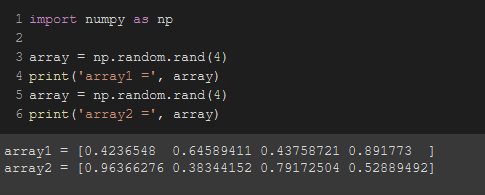 1 import numpy as np
2
3 array = np.random.rand(4)
4 print('array1 =', array)
5 array = np.random.rand(4)
6 print('array2 =', array)
array1 = [0.4236548  0.64589411 0.43758721 0.891773  ]
array2 = [0.96366276 0.38344152 0.79172504 0.52889492]